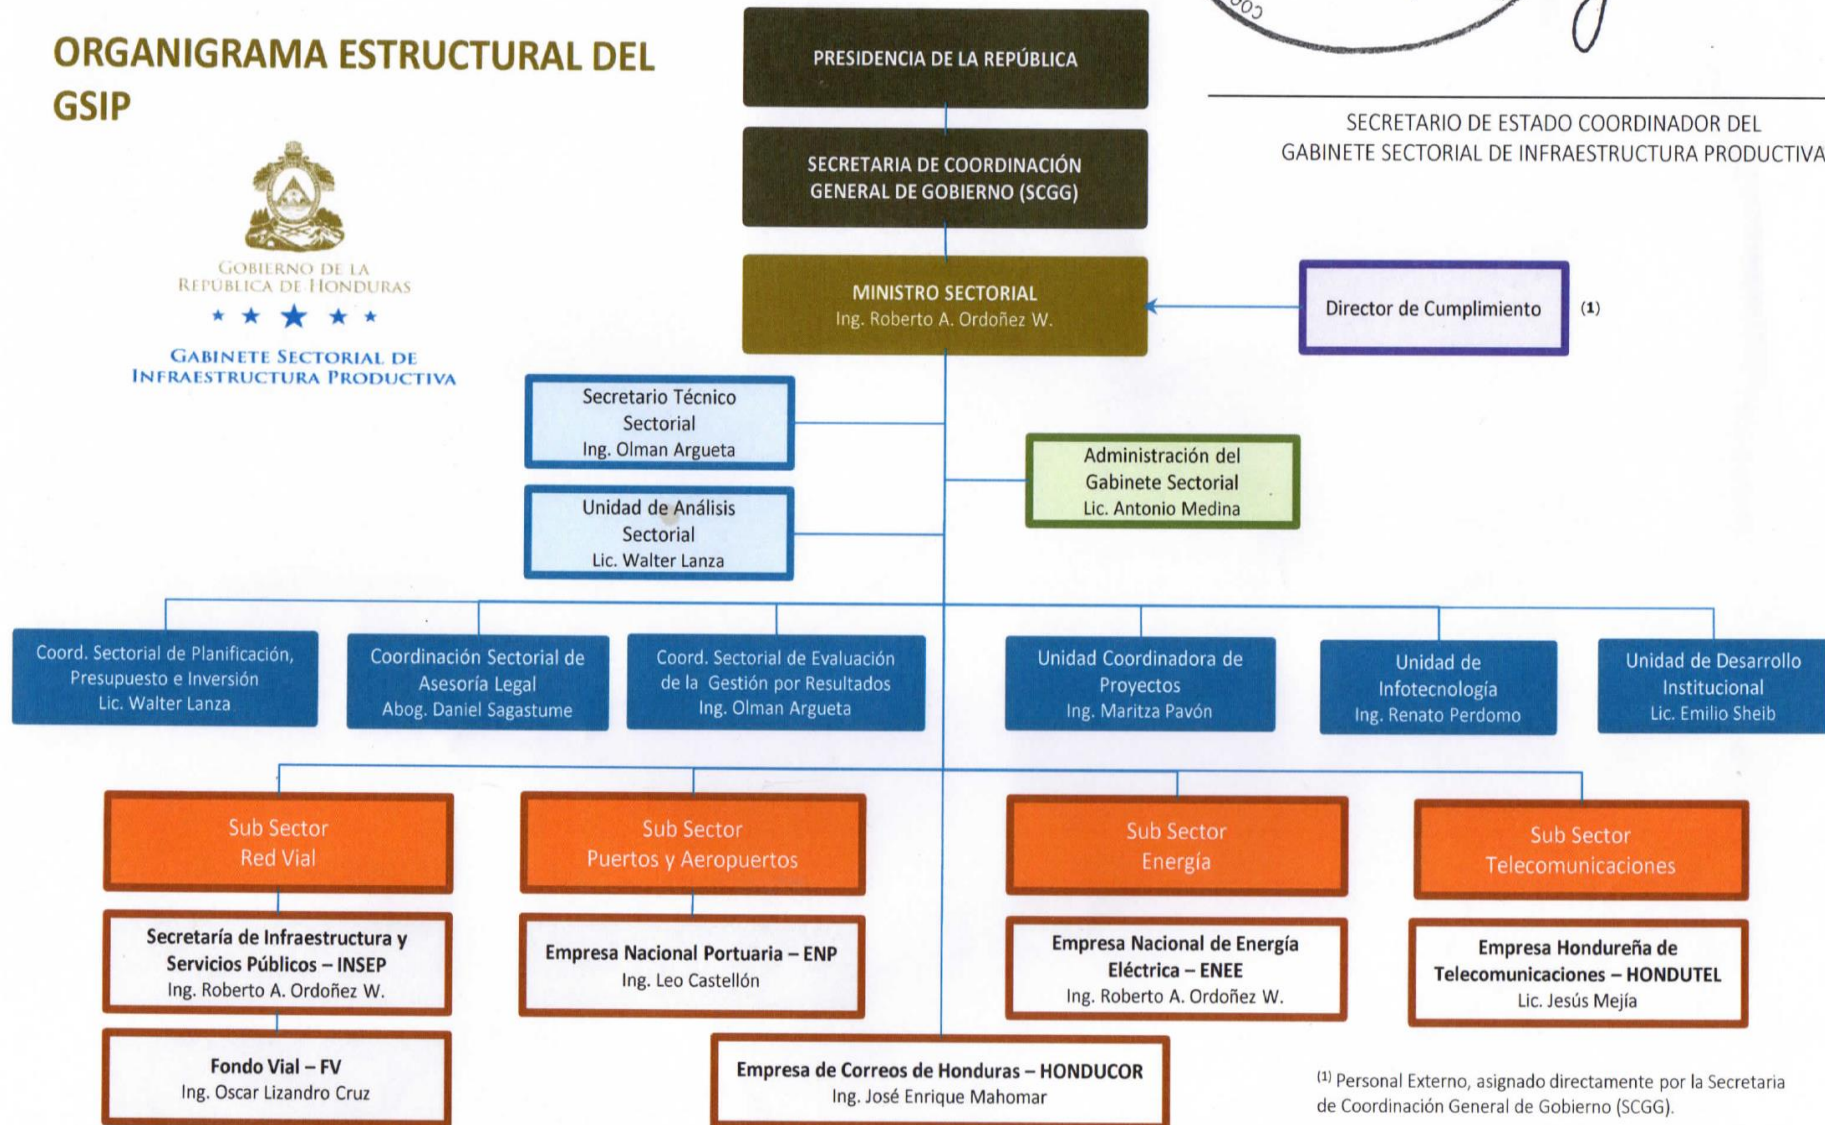 ORGANIGRAMA ESTRUCTURAL DEL
GSIP
GOBIERNO DE LA
REPÚBLICA DE HONDURAS
GABINETE SECTORIAL DE
INFRAESTRUCTURA PRODUCTIVA
PRESIDENCIA DE LA REPÚBLICA
SECRETARIO DE ESTADO COORDINADOR DEL
GABINETE SECTORIAL DE INFRAESTRUCTURA PRODUCTIVA
SECRETARIA DE COORDINACIÓN
GENERAL DE GOBIERNO (SCGG)
MINISTRO SECTORIAL
Ing. Roberto A. Ordoñez W.
Director de Cumplimiento (1)
Secretario Técnico
Sectorial
Ing. Olman Argueta
Administración del
Gabinete Sectorial
Lic. Antonio Medina
Unidad de Análisis
Sectorial
Lic. Walter Lanza
Coord. Sectorial de Planificación,
Presupuesto e Inversión
Lic. Walter Lanza
Coordinación Sectorial de
Asesoría Legal
Abog. Daniel Sagastume
Coord. Sectorial de Evaluación
de la Gestión por Resultados
Ing. Olman Argueta
Unidad Coordinadora de
Proyectos
Ing. Maritza Pavón
Unidad de
Infotecnología
Ing. Renato Perdomo
Unidad de Desarrollo
Institucional
Lic. Emilio Sheib
Sub Sector
Red Vial
Sub Sector
Puertos y Aeropuertos
Sub Sector
Energía
Sub Sector
Telecomunicaciones
Secretaría de Infraestructura y
Servicios Públicos – INSEP
Ing. Roberto A. Ordoñez W.
Empresa Nacional Portuaria – ENP
Ing. Leo Castellón
Empresa Nacional de Energía
Eléctrica – ENEE
Ing. Roberto A. Ordoñez W.
Empresa Hondureña de
Telecomunicaciones – HONDUTEL
Lic. Jesús Mejía
Fondo Vial – FV
Ing. Oscar Lizandro Cruz
Empresa de Correos de Honduras – HONDUCOR
Ing. José Enrique Mahomar
(1) Personal Externo, asignado directamente por la Secretaria
de Coordinación General de Gobierno (SCGG).